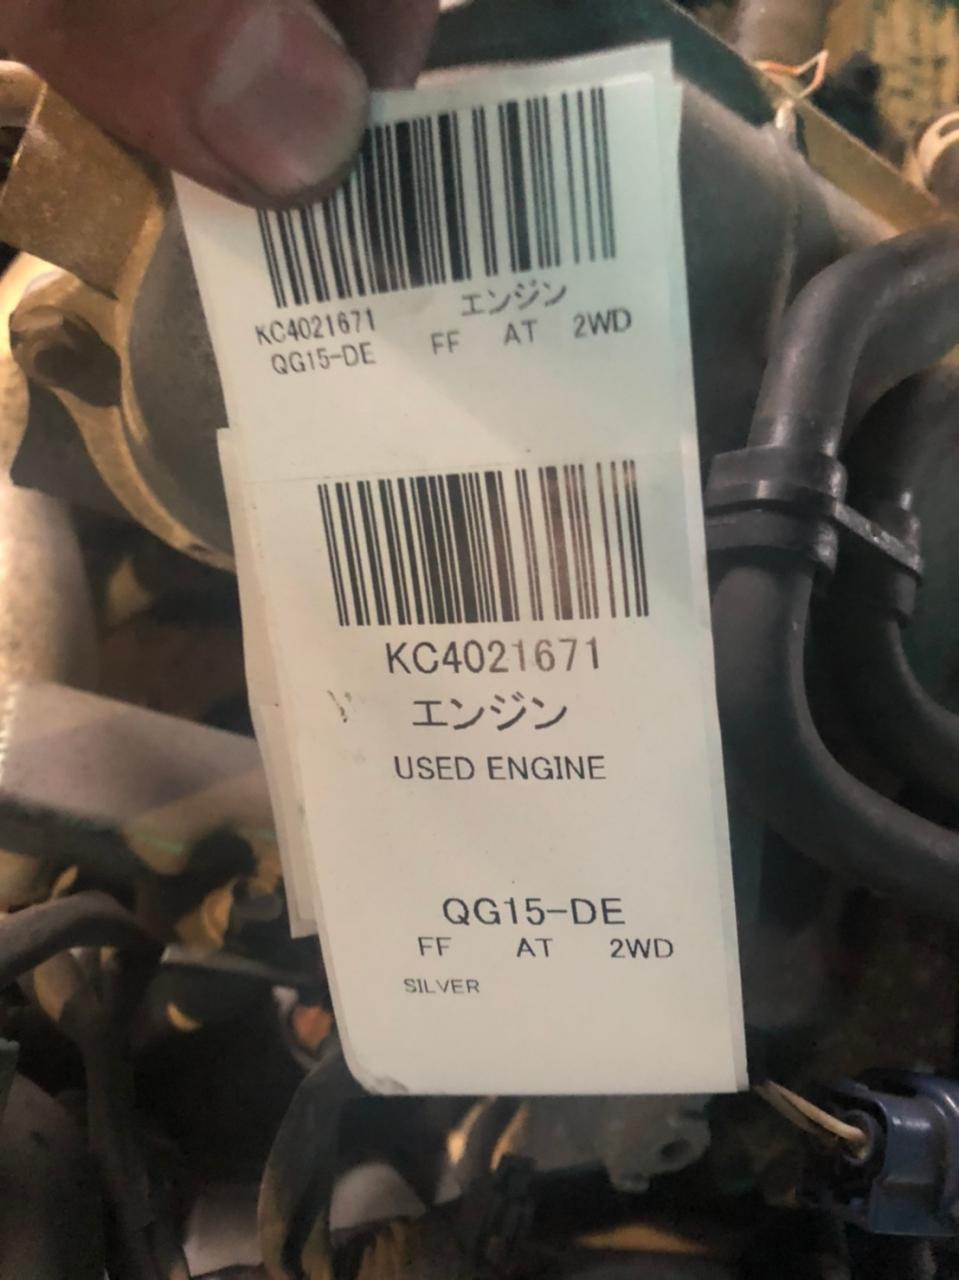 エンジン
KC4021671
QG15-DE FF AT 2WD
KC4021671
エンジン
USED ENGINE
QG15-DE
FF AT 2WD
SILVER